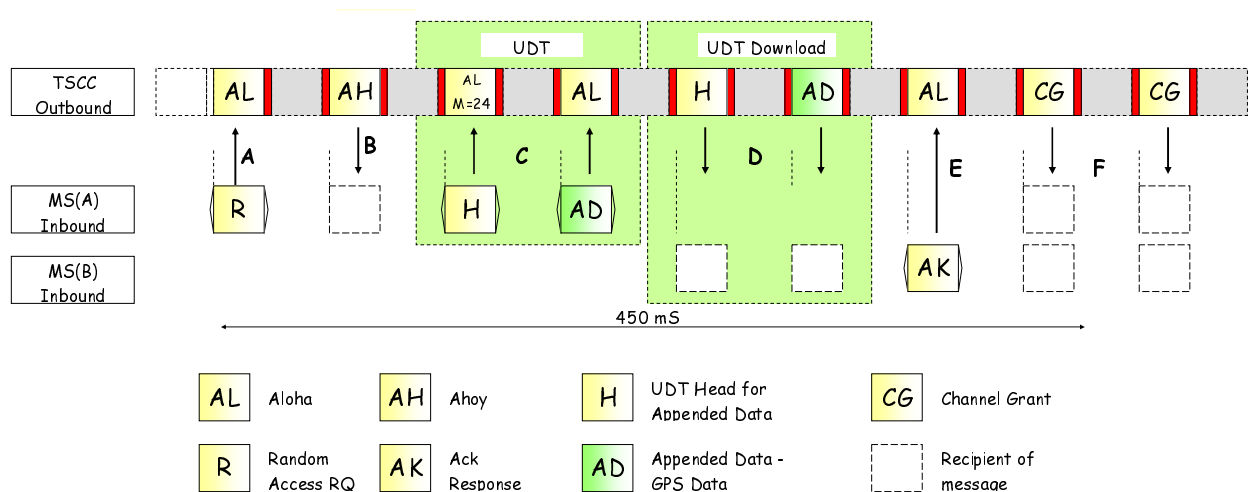 UDT
UDT Download
TSCC
Outbound
AL
AH
AL
M=24
AL
H
AD
AL
CG
CG
A
B
C
D
E
F
MS(A)
Inbound
R
H
AD
MS(B)
Inbound
AK
450 mS
AL
Aloha
AH
Ahoy
H
UDT Head for
Appended Data
CG
Channel Grant
R
Random
Access RQ
AK
Ack
Response
AD
Appended Data -
GPS Data
Recipient of
message